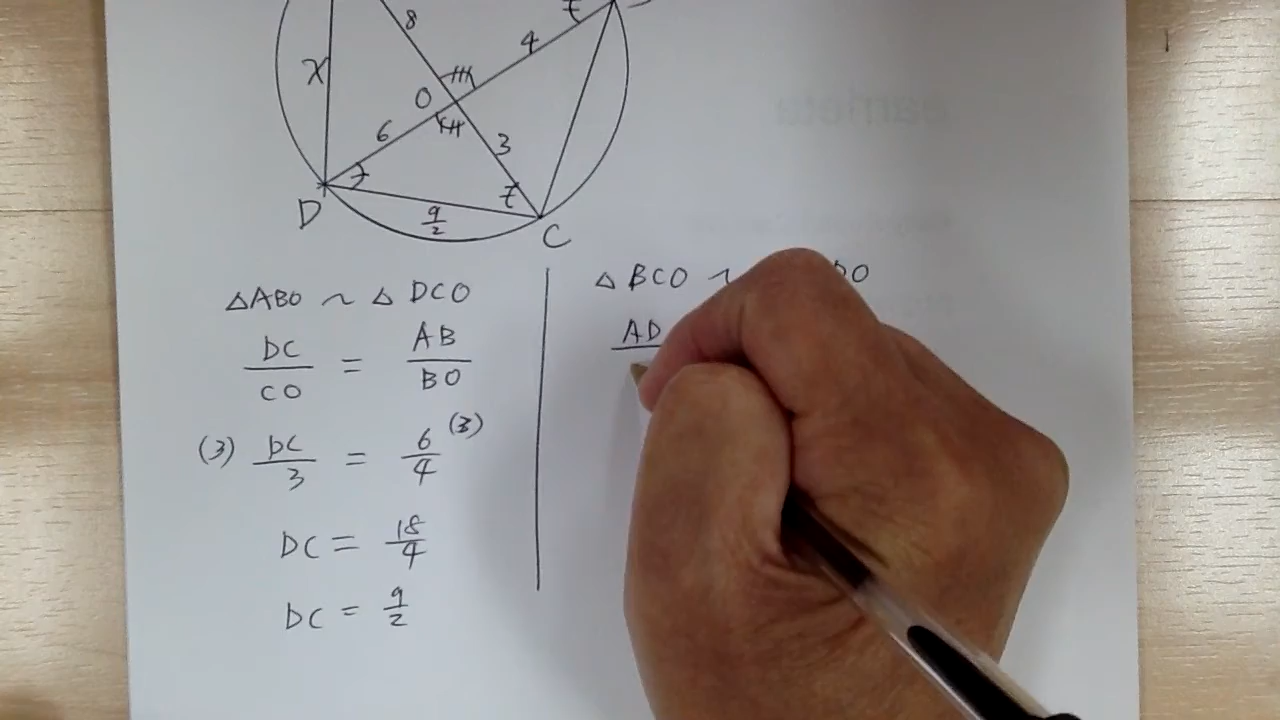 8
4
X
O
6
3
D
9/2
C
△ABO ~ △ DCO
DC/CO = AB/BO
(3) DC/3 = 6/4 (3)
DC = 18/4
DC = 9/2
△ BCO ~
AD